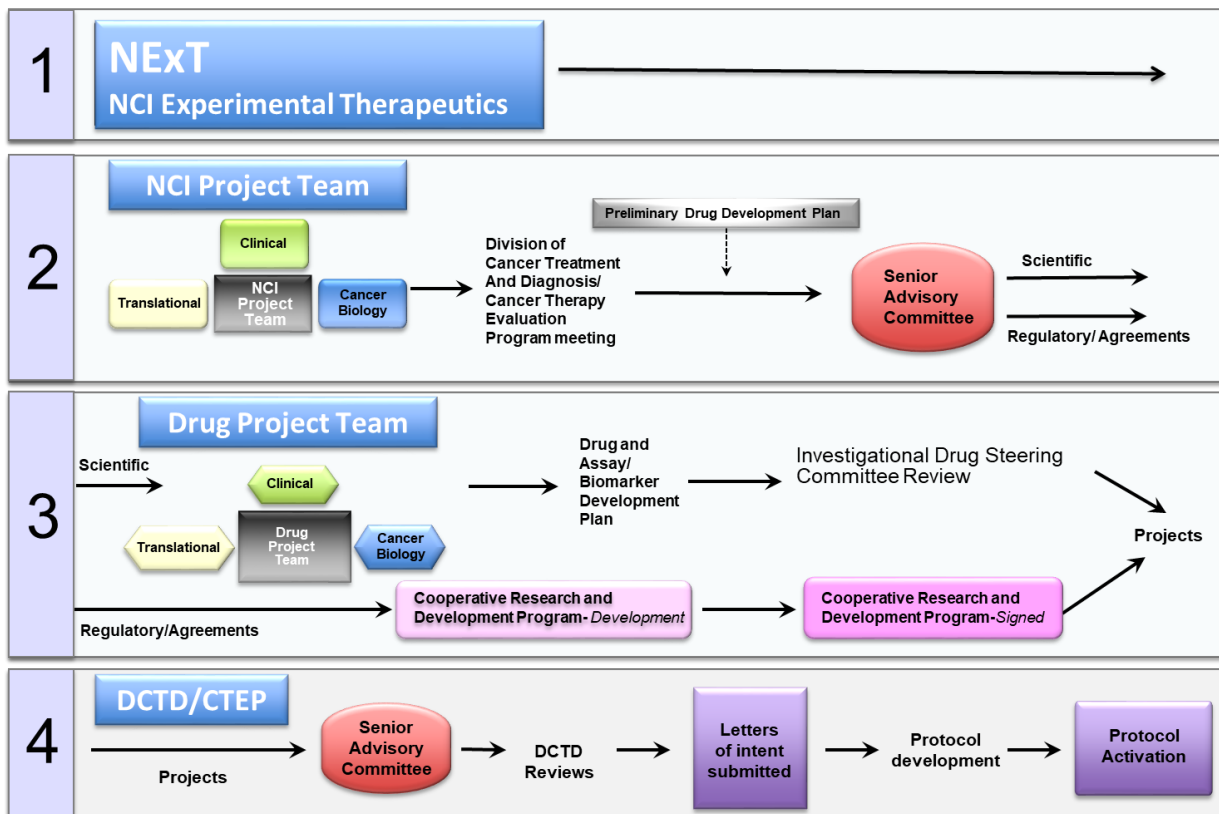 1
NExT
NCI Experimental Therapeutics
2
NCI Project Team
Clinical
Translational
NCI
Project
Team
Cancer
Biology
Division of
Cancer Treatment
And Diagnosis/
Cancer Therapy
Evaluation
Program meeting
Preliminary Drug Development Plan
Senior
Advisory
Committee
Scientific
Regulatory/ Agreements
3
Drug Project Team
Scientific
Clinical
Translational
Drug
Project
Team
Cancer
Biology
Drug and
Assay/
Biomarker
Development
Plan
Investigational Drug Steering
Committee Review
Projects
Regulatory/Agreements
Cooperative Research and
Development Program- Development
Cooperative Research and
Development Program-Signed
4
DCTD/CTEP
Projects
Senior
Advisory
Committee
DCTD
Reviews
Letters
of intent
submitted
Protocol
development
Protocol
Activation